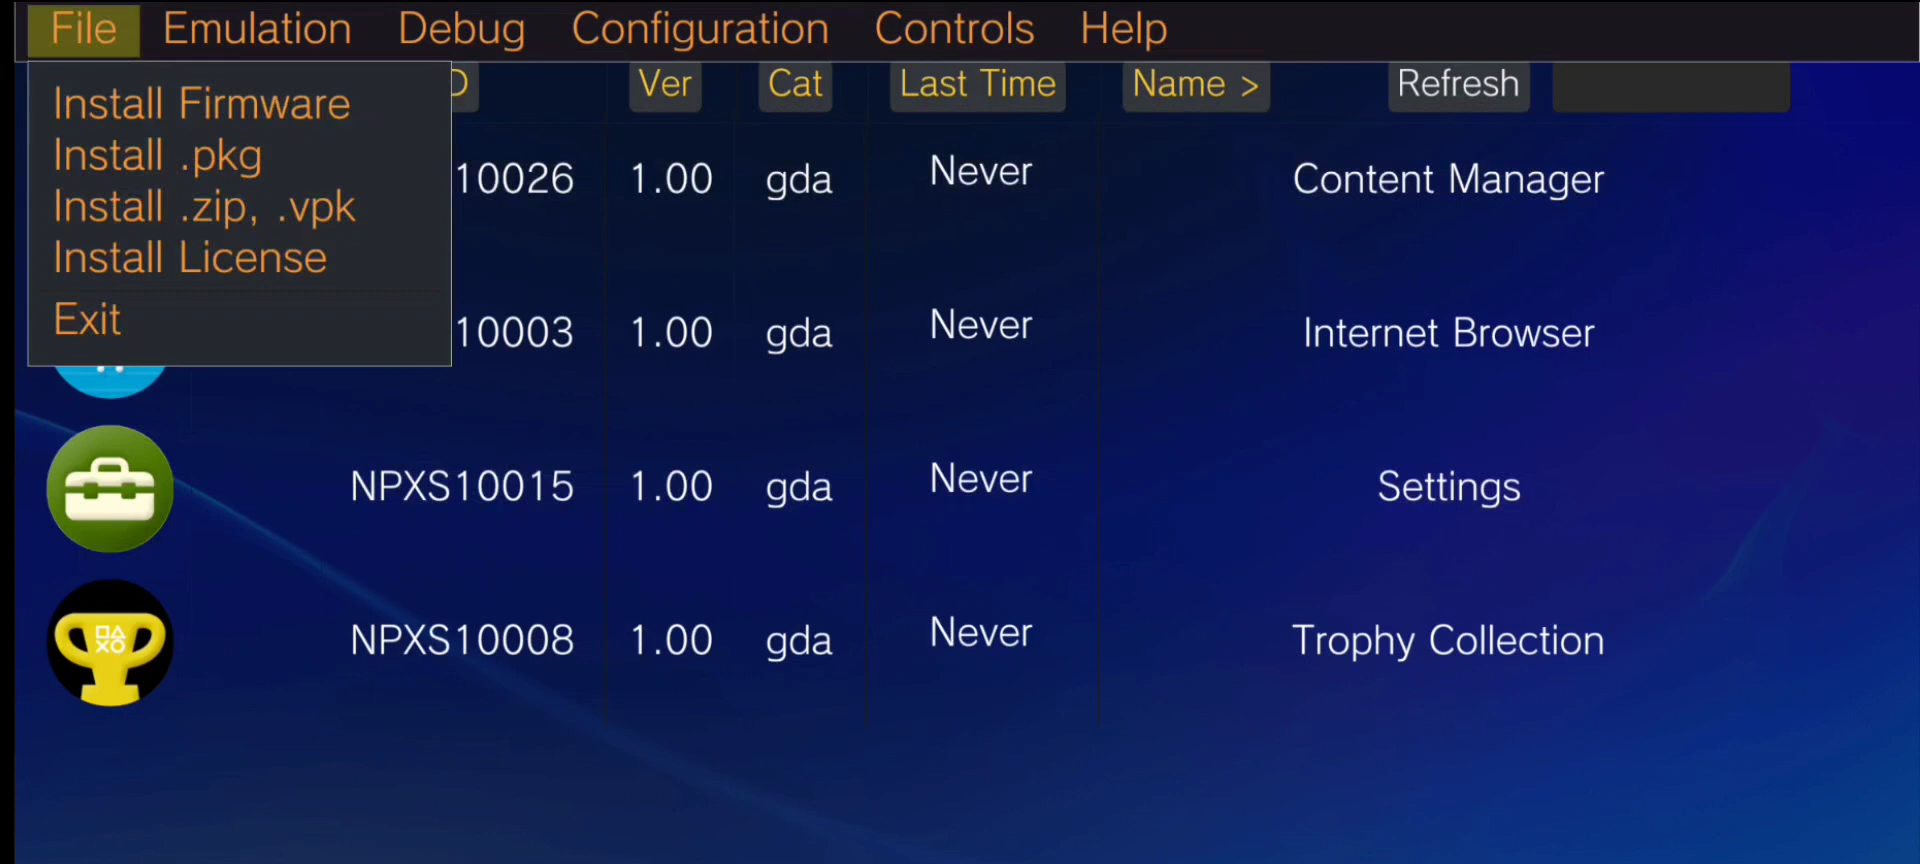 File Emulation Debug Configuration Controls Help
Install Firmware
Install .pkg
Install .zip, .vpk
Install License
Exit
D Ver Cat Last Time Name > Refresh
10026 1.00 gda Never Content Manager
10003 1.00 gda Never Internet Browser
NPXS10015 1.00 gda Never Settings
NPXS10008 1.00 gda Never Trophy Collection